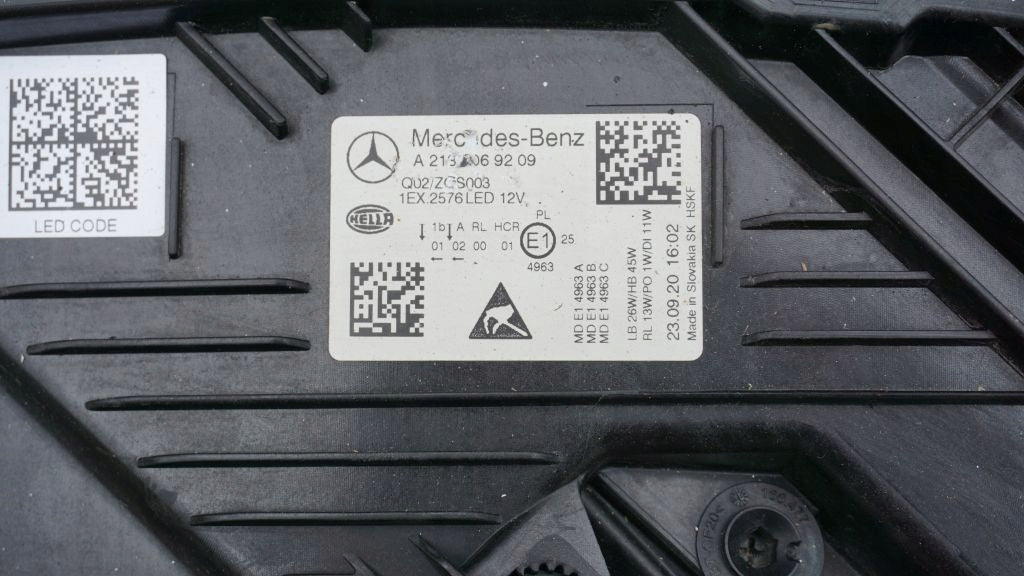 LED CODE
Mercedes-Benz
A 9 09
1EX.2576 LED 12V
HELLA
1b A RL HCR PL
01 02 00 01 E1 25
4963
MD E1 4963 A
MD E1 4963 B
MD E1 4963 C
LB 26W/HB 45W
RL 13W/PO 1W/DI 11W
23.09.20 16:02
Made in Slovakia SK HSKF